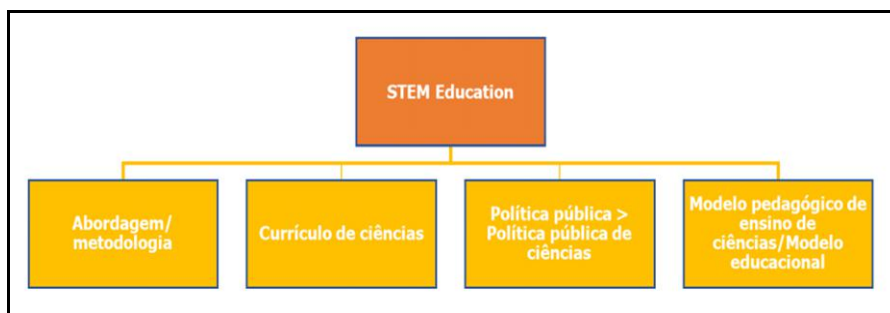 STEM Education
Abordagem/
metodologia
Currículo de ciências
Política pública >
Política pública de
ciências
Modelo pedagógico de
ensino de
ciências/Modelo
educacional